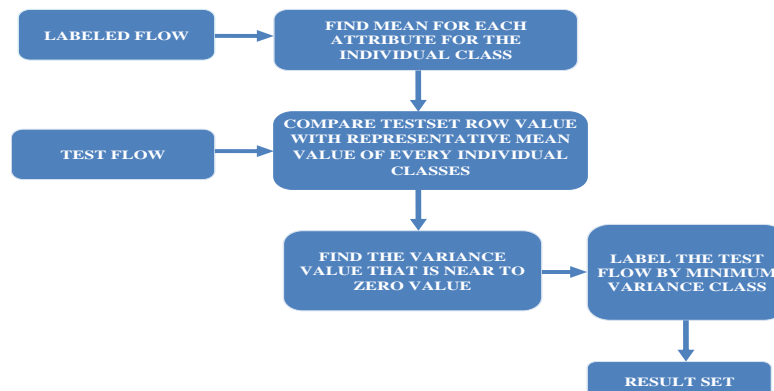 LABELED FLOW
FIND MEAN FOR EACH
ATTRIBUTE FOR THE
INDIVIDUAL CLASS
COMPARE TESTSET ROW VALUE
WITH REPRESENTATIVE MEAN
VALUE OF EVERY INDIVIDUAL
CLASSES
TEST FLOW
FIND THE VARIANCE
VALUE THAT IS NEAR TO
ZERO VALUE
LABEL THE TEST
FLOW BY MINIMUM
VARIANCE CLASS
RESULT SET